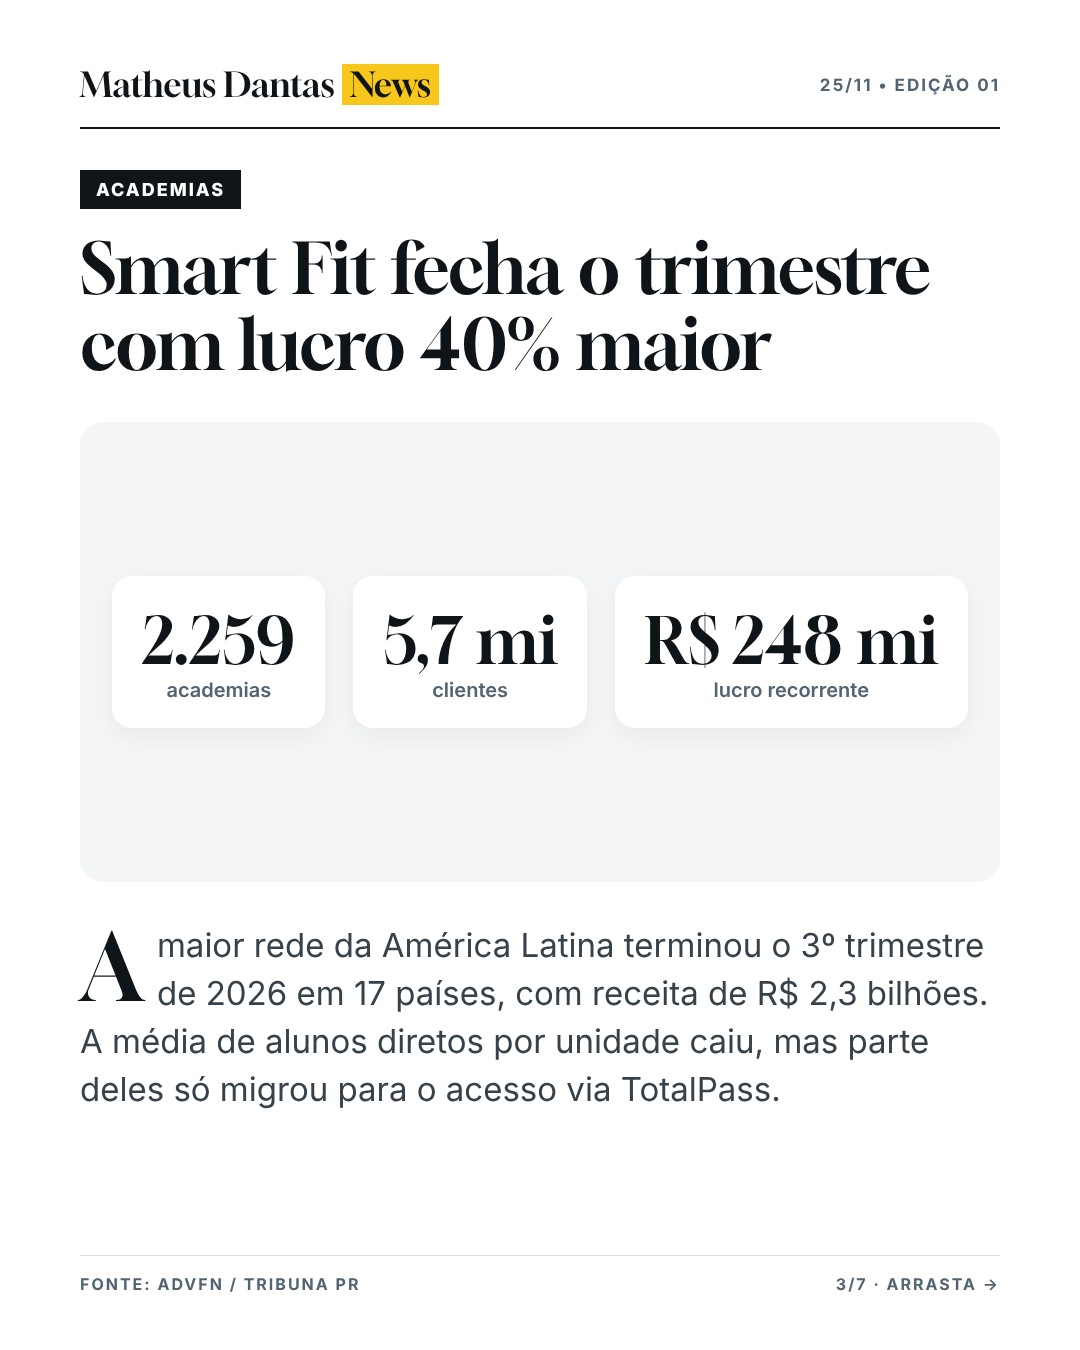 Matheus Dantas News
25/11 • EDIÇÃO 01
ACADEMIAS
Smart Fit fecha o trimestre
com lucro 40% maior
2.259
academias
5,7 mi
clientes
R$ 248 mi
lucro recorrente
A maior rede da América Latina terminou o 3º trimestre
de 2026 em 17 países, com receita de R$ 2,3 bilhões.
A média de alunos diretos por unidade caiu, mas parte
deles só migrou para o acesso via TotalPass.
FONTE: ADVFN / TRIBUNA PR
3/7 · ARRASTA →